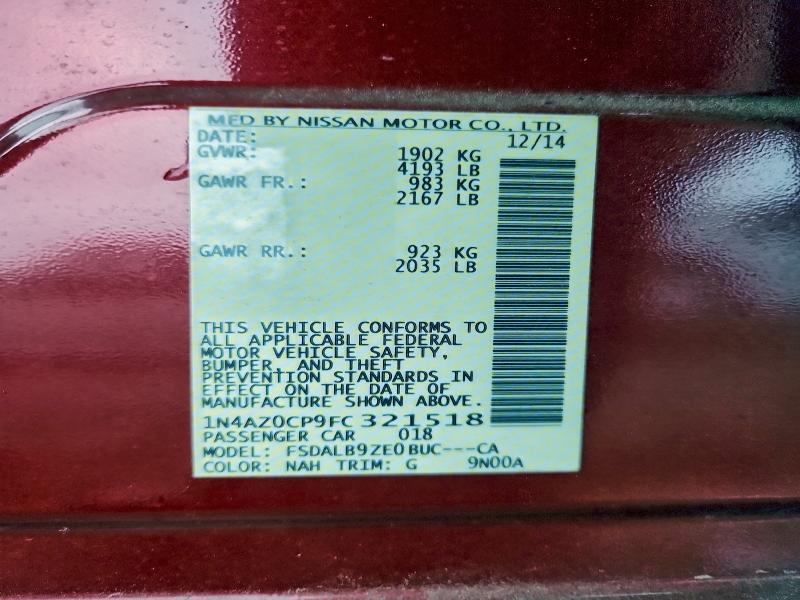 MFD BY NISSAN MOTOR CO., LTD.
DATE: 12/14
GVWR: 1902 KG
4193 LB
GAWR FR.: 983 KG
2167 LB
GAWR RR.: 923 KG
2035 LB
THIS VEHICLE CONFORMS TO
ALL APPLICABLE FEDERAL
MOTOR VEHICLE SAFETY,
BUMPER, AND THEFT
PREVENTION STANDARDS IN
EFFECT ON THE DATE OF
MANUFACTURE SHOWN ABOVE.
1N4AZ0CP9FC321518
PASSENGER CAR 018
MODEL: FSDALB9ZE0BUC---CA
COLOR: NAH TRIM: G 9N00A